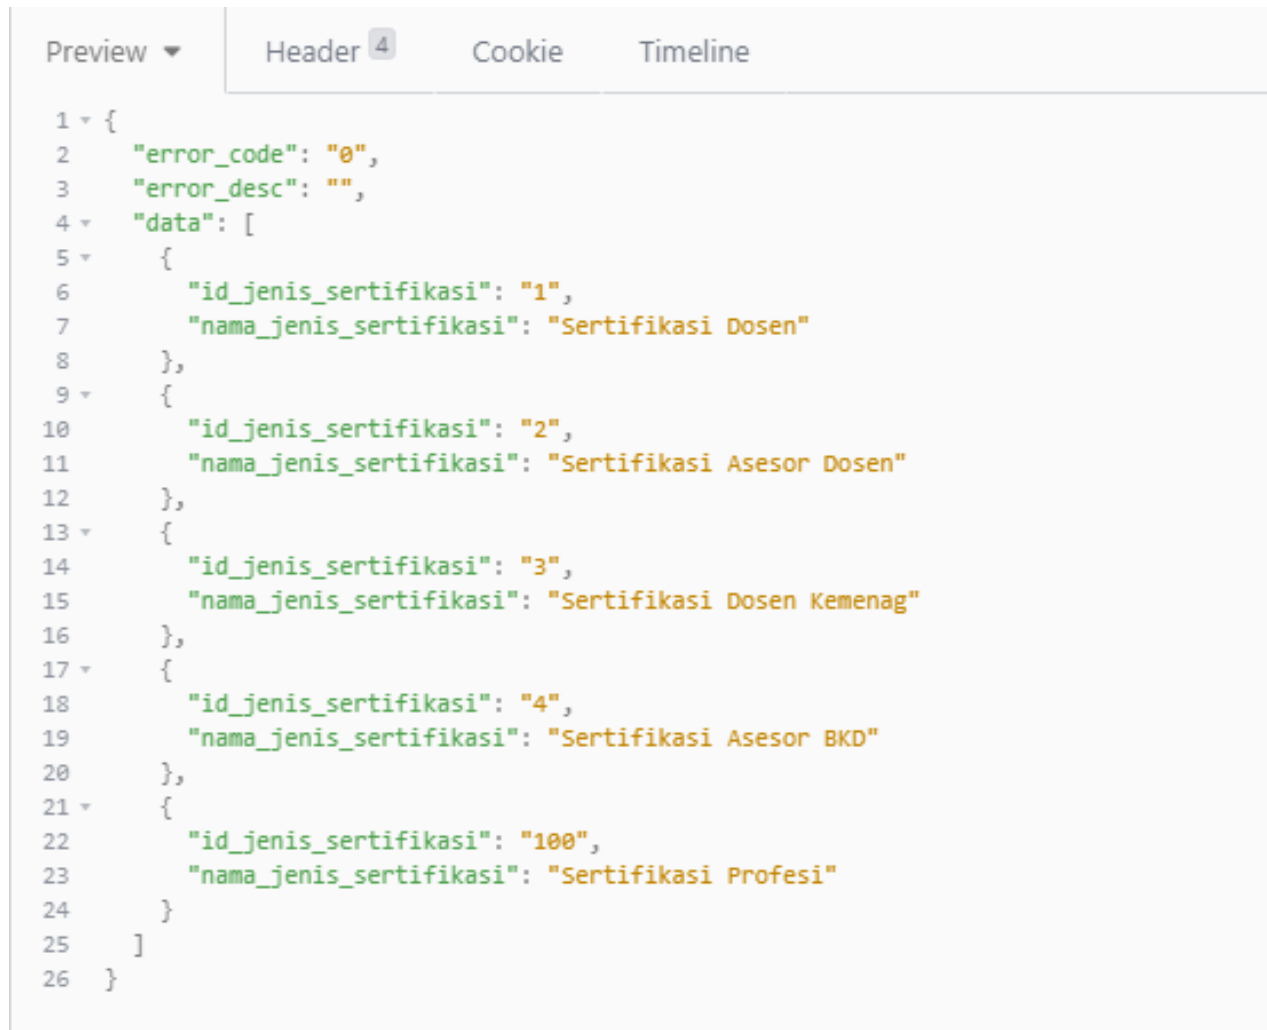 Preview Header 4 Cookie Timeline
1 {
2 "error_code": "0",
3 "error_desc": "",
4 "data": [
5 {
6 "id_jenis_sertifikasi": "1",
7 "nama_jenis_sertifikasi": "Sertifikasi Dosen"
8 },
9 {
10 "id_jenis_sertifikasi": "2",
11 "nama_jenis_sertifikasi": "Sertifikasi Asesor Dosen"
12 },
13 {
14 "id_jenis_sertifikasi": "3",
15 "nama_jenis_sertifikasi": "Sertifikasi Dosen Kemenag"
16 },
17 {
18 "id_jenis_sertifikasi": "4",
19 "nama_jenis_sertifikasi": "Sertifikasi Asesor BKD"
20 },
21 {
22 "id_jenis_sertifikasi": "100",
23 "nama_jenis_sertifikasi": "Sertifikasi Profesi"
24 }
25 ]
26 }